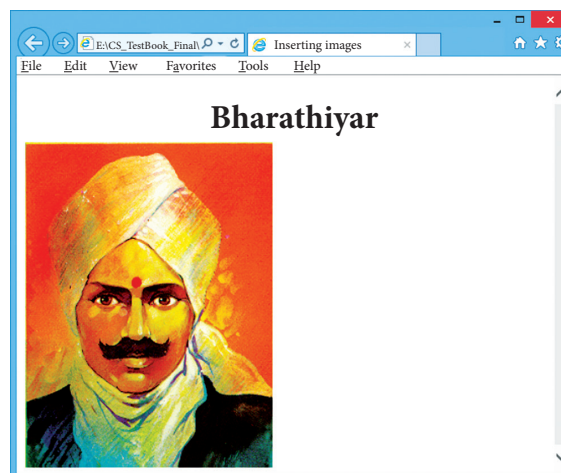 E:\CS_TestBook_Final\ Inserting images
File Edit View Favorites Tools Help
Bharathiyar